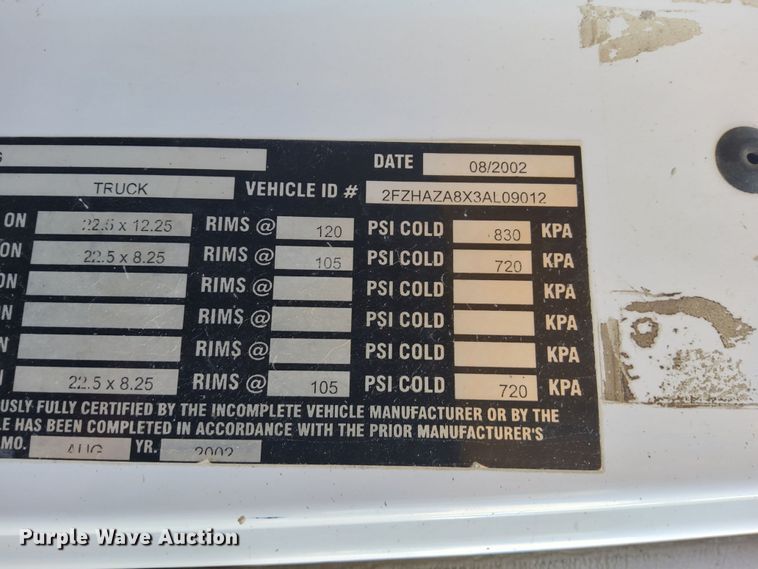 S DATE 08/2002
TRUCK VEHICLE ID # 2FZHAZA8X3AL09012
ON 22.5 x 12.25 RIMS @ 120 PSI COLD 830 KPA
ON 22.5 x 8.25 RIMS @ 105 PSI COLD 720 KPA
ON RIMS @ PSI COLD KPA
ON RIMS @ PSI COLD KPA
N RIMS @ PSI COLD KPA
N 22.5 x 8.25 RIMS @ 105 PSI COLD 720 KPA
OUSLY FULLY CERTIFIED BY THE INCOMPLETE VEHICLE MANUFACTURER OR BY THE
LE HAS BEEN COMPLETED IN ACCORDANCE WITH THE PRIOR MANUFACTURER'S
MO. AUG YR. 2002
Purple Wave Auction